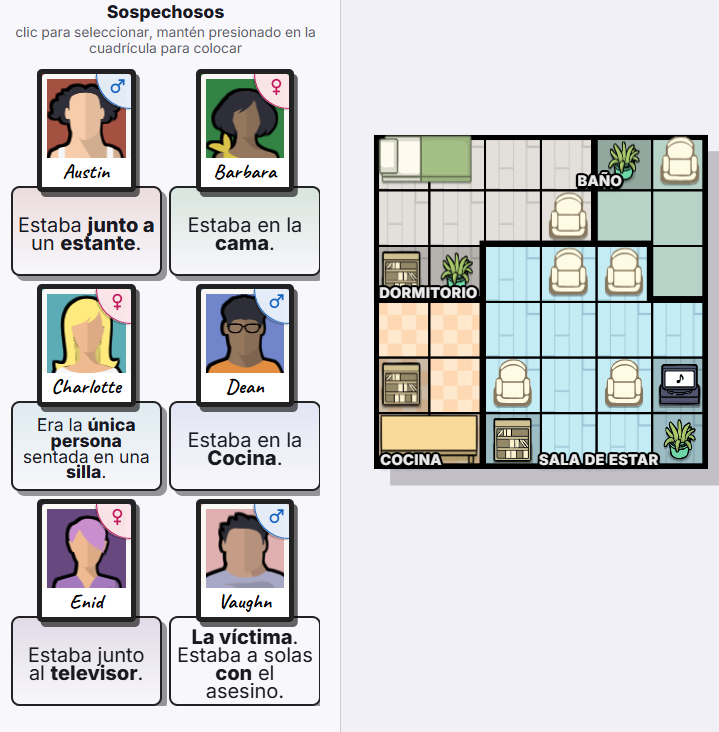 Sospechosos
clic para seleccionar, mantén presionado en la
cuadrícula para colocar
♂
Austin
Estaba junto a
un estante.
♀
Barbara
Estaba en la
cama.
♀
Charlotte
Era la única
persona
sentada en una
silla.
♂
Dean
Estaba en la
Cocina.
♀
Enid
Estaba junto
al televisor.
♂
Vaughn
La víctima.
Estaba a solas
con el
asesino.
BAÑO
DORMITORIO
COCINA
SALA DE ESTAR